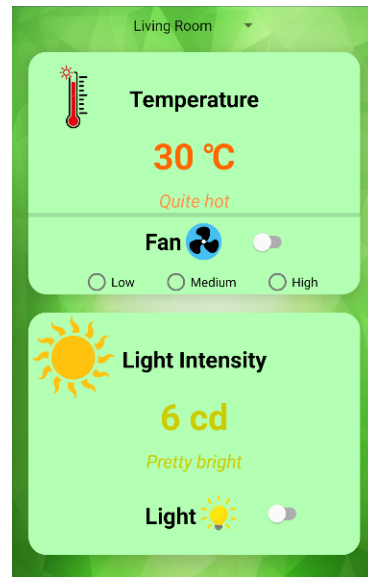 Living Room
Temperature
30 °C
Quite hot
Fan
Low Medium High
Light Intensity
6 cd
Pretty bright
Light